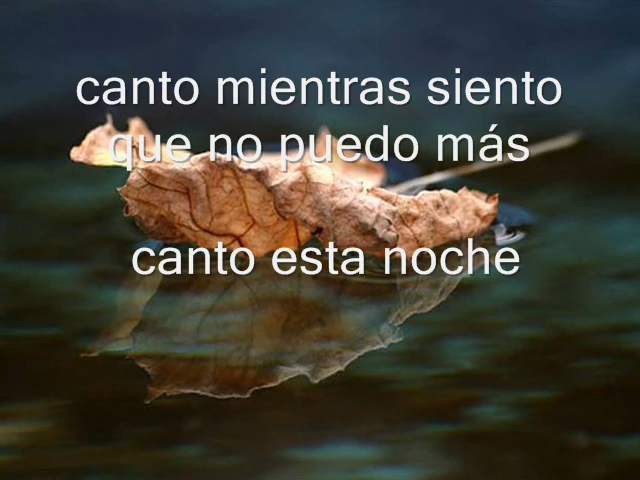 canto mientras siento
que no puedo más
canto esta noche